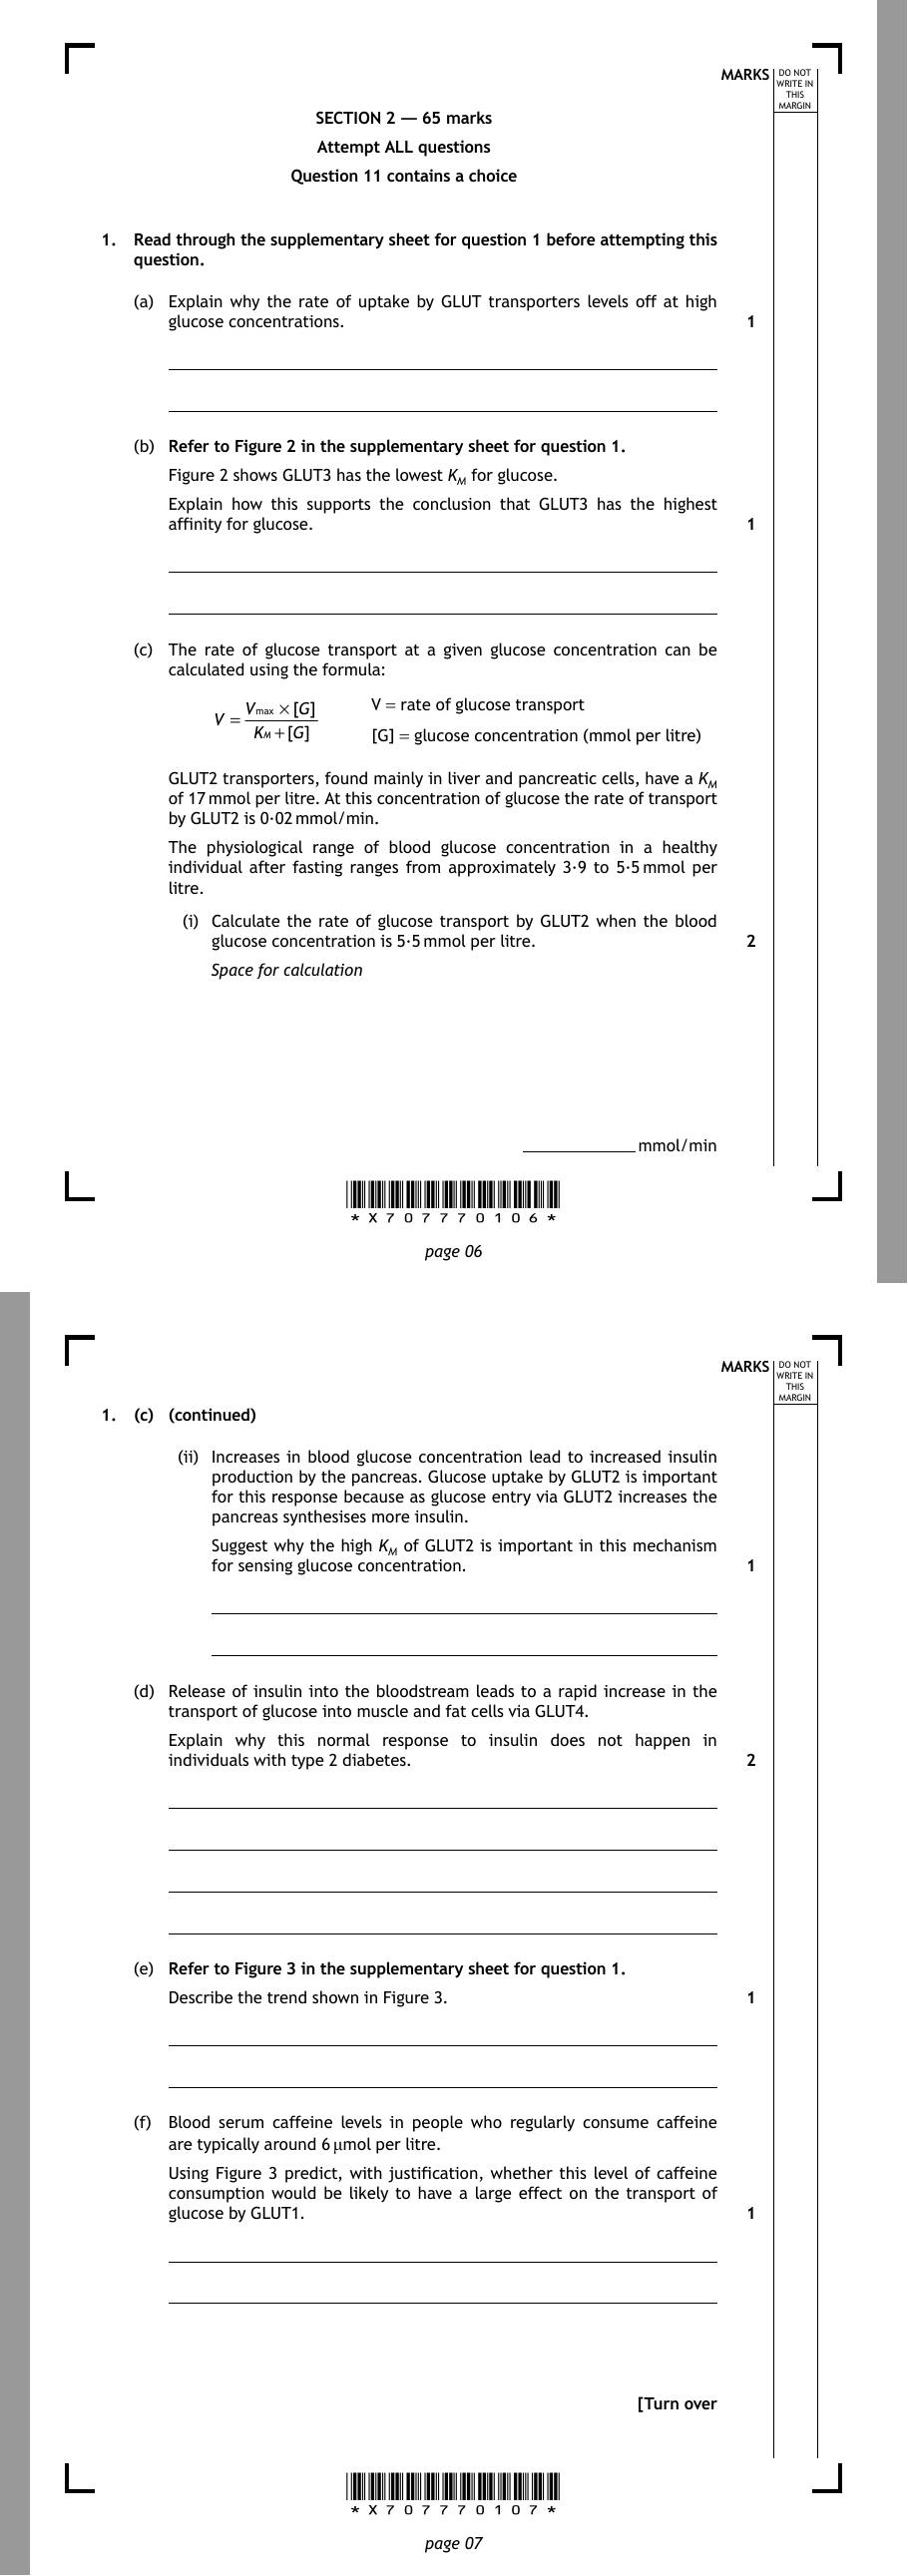 MARKS
DO NOT
WRITE IN
THIS
MARGIN
SECTION 2 — 65 marks
Attempt ALL questions
Question 11 contains a choice
1. Read through the supplementary sheet for question 1 before attempting this
question.
(a) Explain why the rate of uptake by GLUT transporters levels off at high
glucose concentrations. 1
(b) Refer to Figure 2 in the supplementary sheet for question 1.
Figure 2 shows GLUT3 has the lowest K_M for glucose.
Explain how this supports the conclusion that GLUT3 has the highest
affinity for glucose. 1
(c) The rate of glucose transport at a given glucose concentration can be
calculated using the formula:
V = (V_max × [G]) / (K_M + [G])
V = rate of glucose transport
[G] = glucose concentration (mmol per litre)
GLUT2 transporters, found mainly in liver and pancreatic cells, have a K_M
of 17 mmol per litre. At this concentration of glucose the rate of transport
by GLUT2 is 0·02 mmol/min.
The physiological range of blood glucose concentration in a healthy
individual after fasting ranges from approximately 3·9 to 5·5 mmol per
litre.
(i) Calculate the rate of glucose transport by GLUT2 when the blood
glucose concentration is 5·5 mmol per litre. 2
Space for calculation
mmol/min
* X 7 0 7 7 7 0 1 0 6 *
page 06
MARKS
DO NOT
WRITE IN
THIS
MARGIN
1. (c) (continued)
(ii) Increases in blood glucose concentration lead to increased insulin
production by the pancreas. Glucose uptake by GLUT2 is important
for this response because as glucose entry via GLUT2 increases the
pancreas synthesises more insulin.
Suggest why the high K_M of GLUT2 is important in this mechanism
for sensing glucose concentration. 1
(d) Release of insulin into the bloodstream leads to a rapid increase in the
transport of glucose into muscle and fat cells via GLUT4.
Explain why this normal response to insulin does not happen in
individuals with type 2 diabetes. 2
(e) Refer to Figure 3 in the supplementary sheet for question 1.
Describe the trend shown in Figure 3. 1
(f) Blood serum caffeine levels in people who regularly consume caffeine
are typically around 6 μmol per litre.
Using Figure 3 predict, with justification, whether this level of caffeine
consumption would be likely to have a large effect on the transport of
glucose by GLUT1. 1
[Turn over
* X 7 0 7 7 7 0 1 0 7 *
page 07